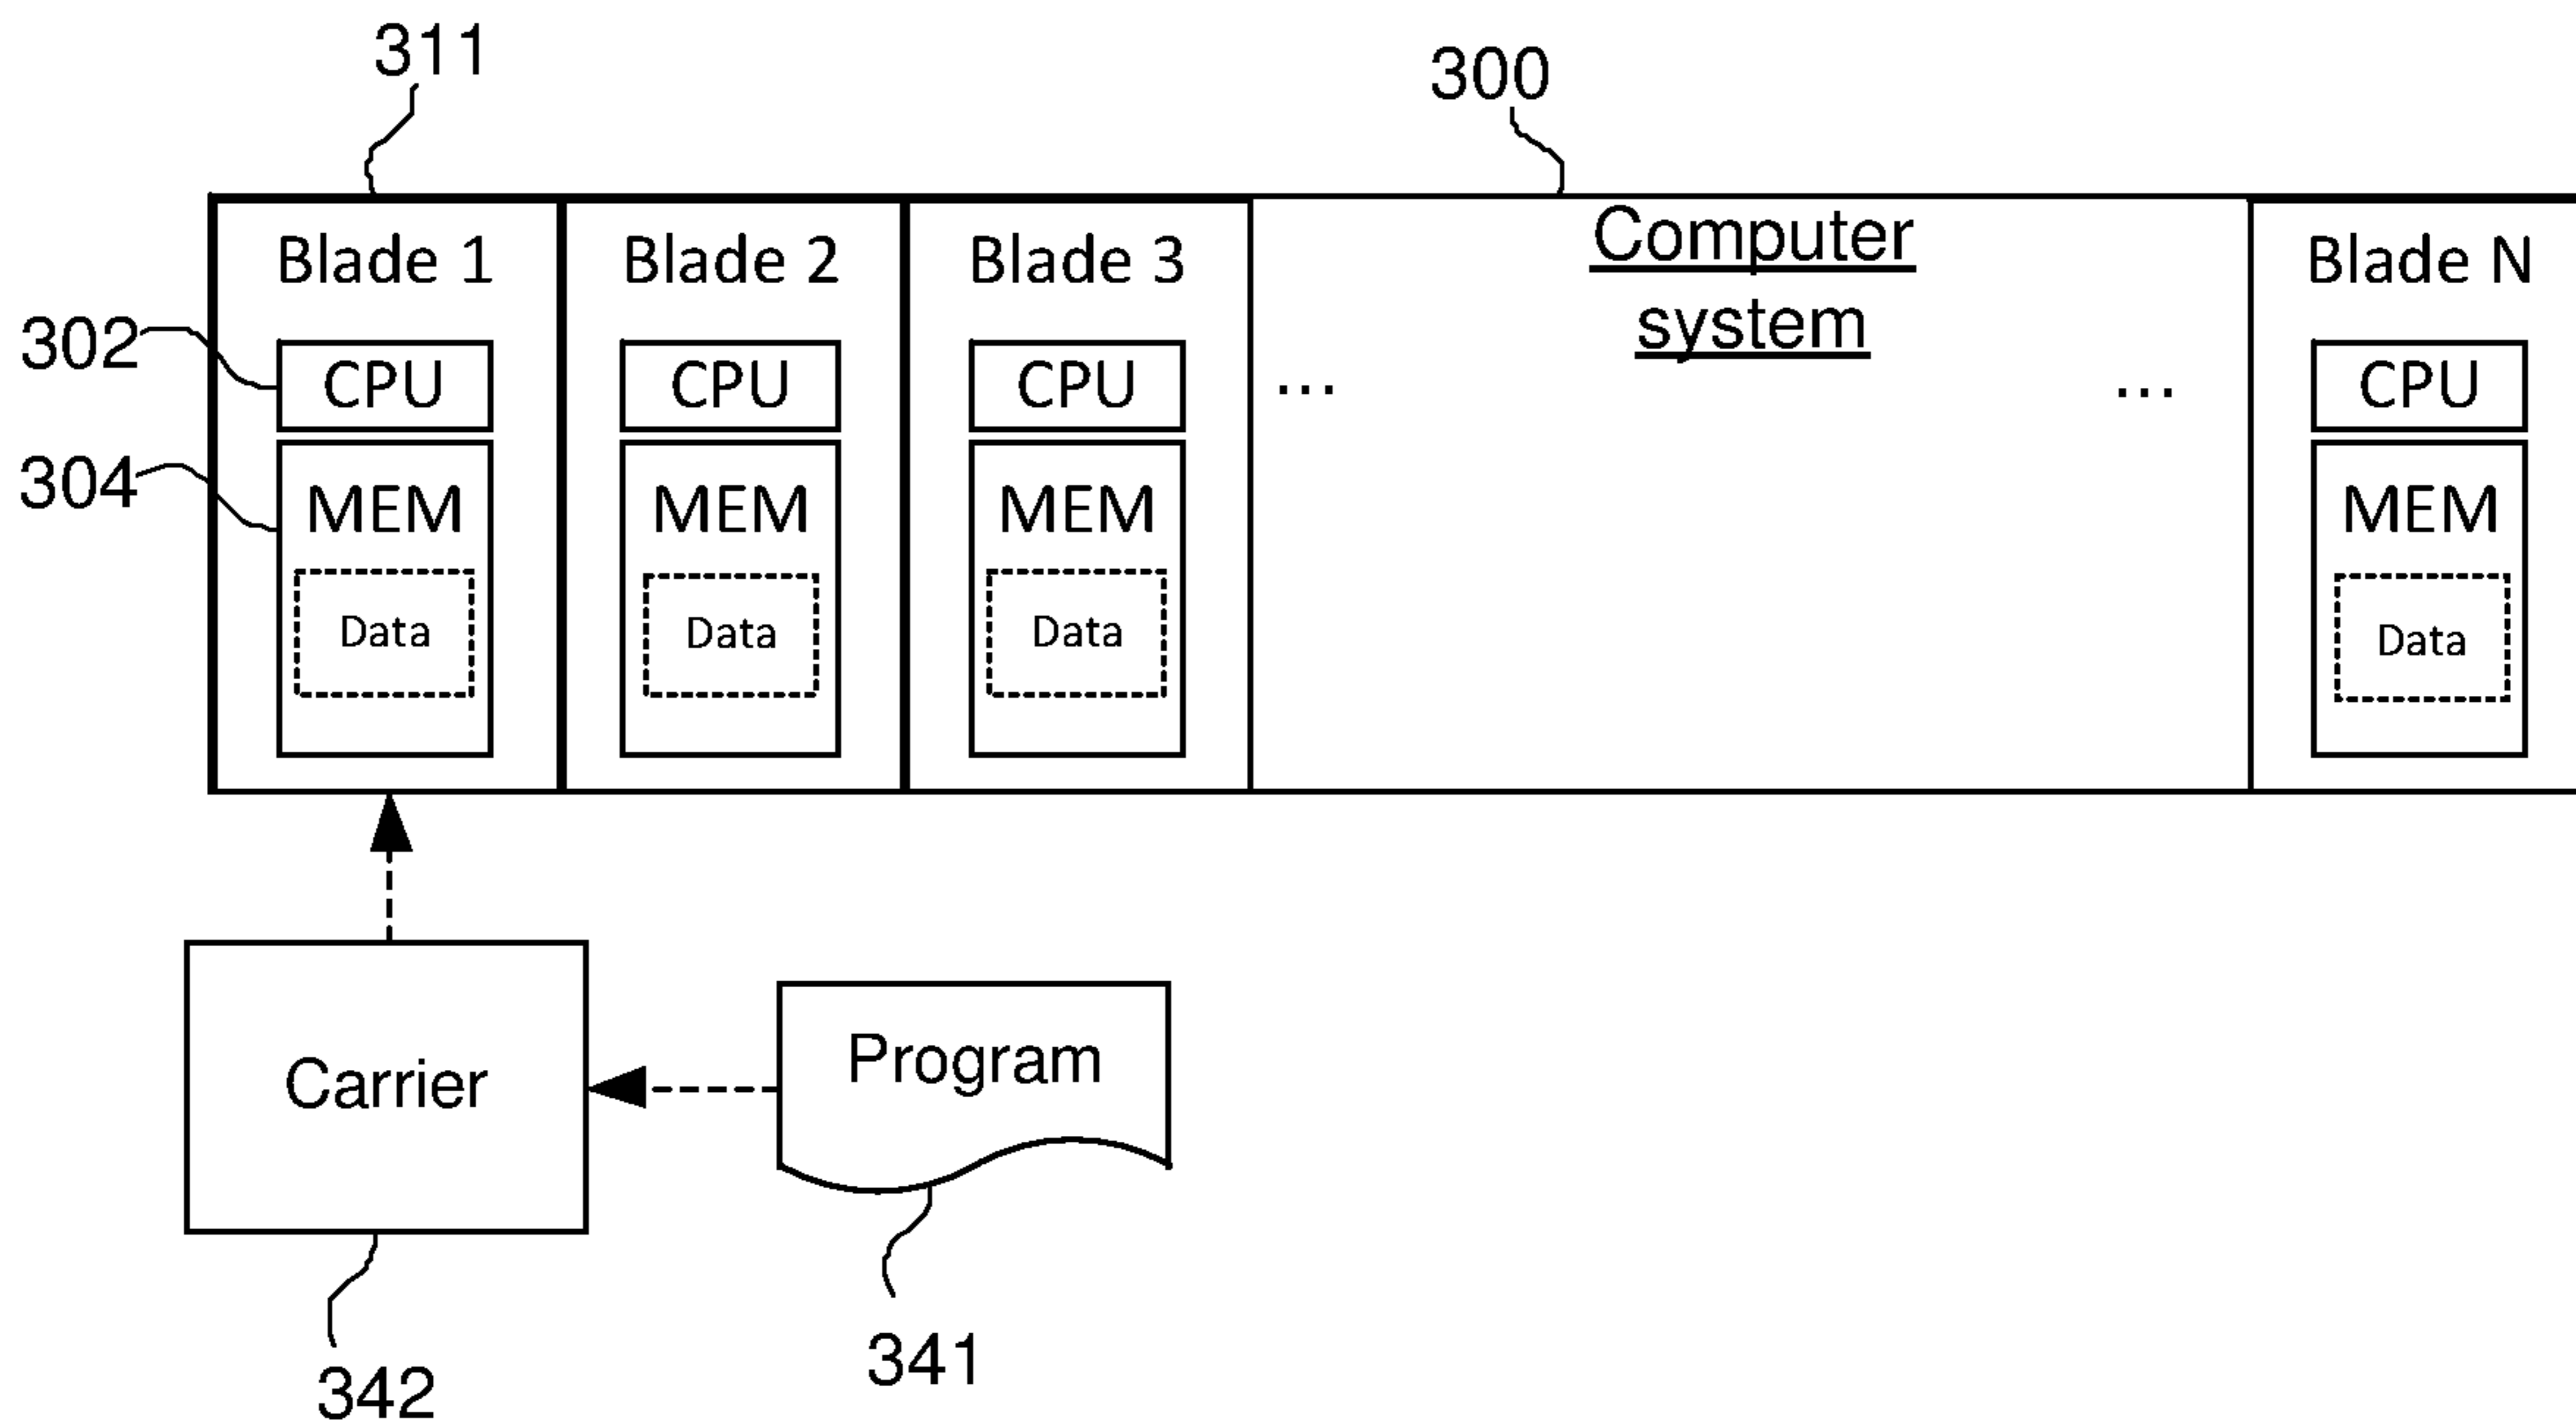 311
300
Blade 1
Blade 2
Blade 3
Computer
system
Blade N
302
CPU
CPU
CPU
...
...
CPU
304
MEM
MEM
MEM
MEM
Data
Data
Data
Data
Carrier
Program
342
341